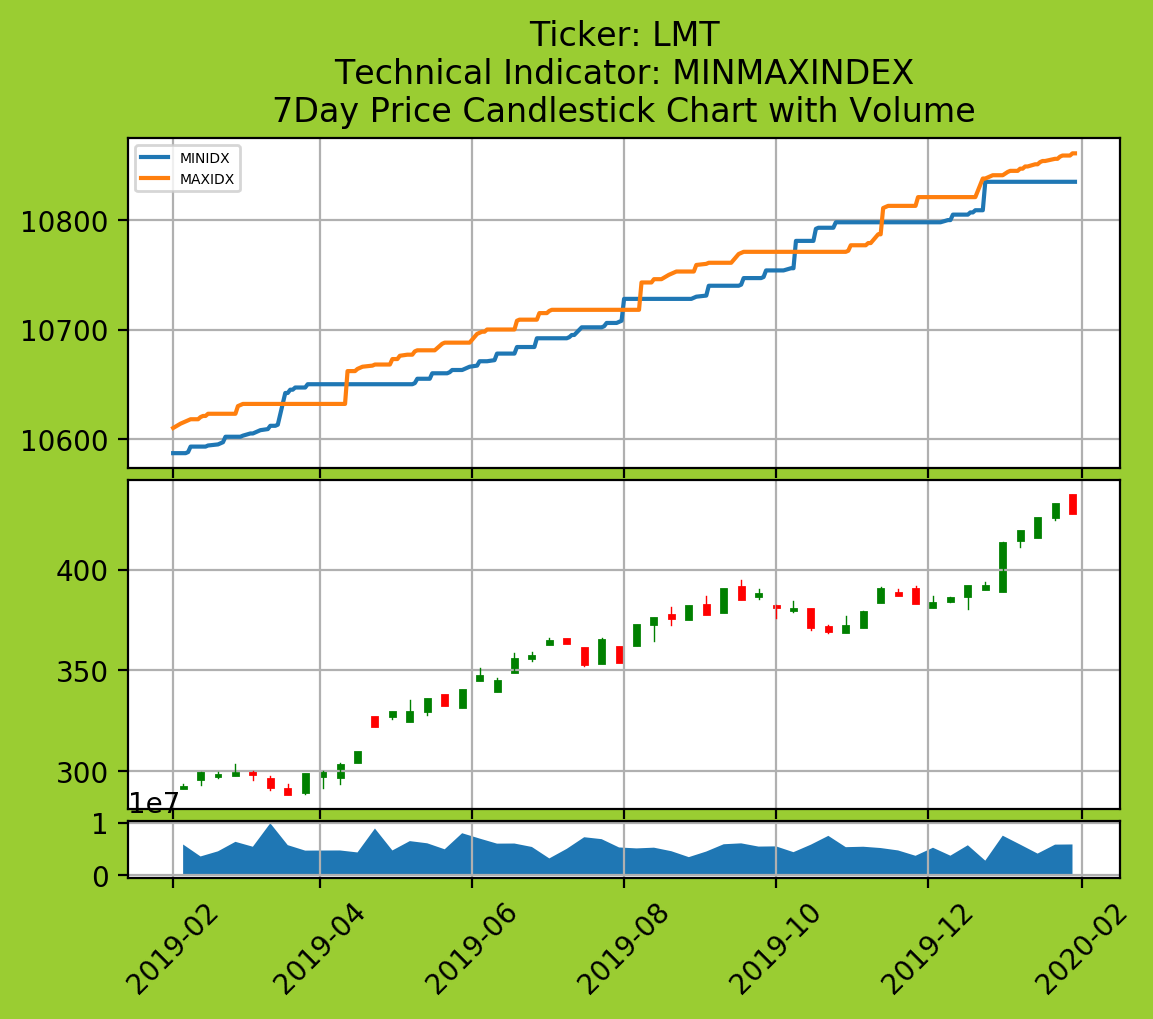 Ticker: LMT
Technical Indicator: MINMAXINDEX
7Day Price Candlestick Chart with Volume
MINIDX
MAXIDX
10800
10700
10600
400
350
300
1e7
1
0
2019-02
2019-04
2019-06
2019-08
2019-10
2019-12
2020-02